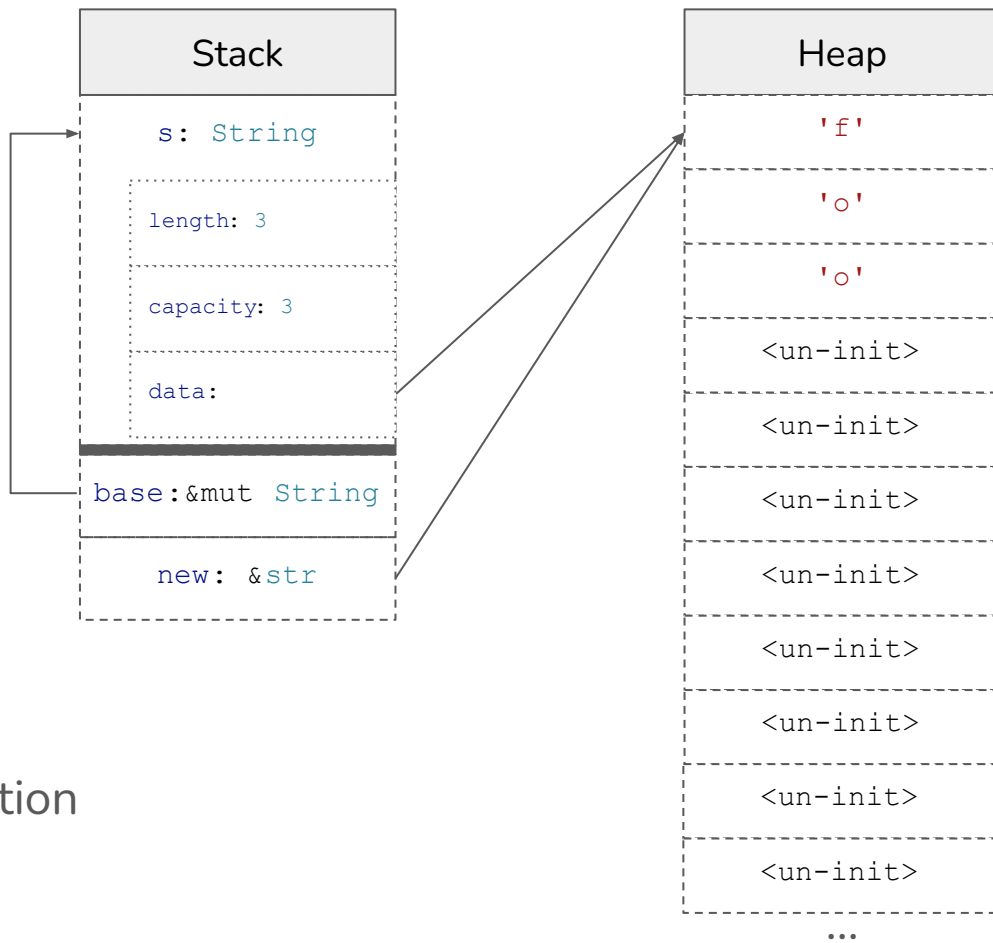 Stack
s: String
length: 3
capacity: 3
data:
base:&mut String
new: &str
tion
Heap
'f'
'o'
'o'
<un-init>
<un-init>
<un-init>
<un-init>
<un-init>
<un-init>
<un-init>
<un-init>
...